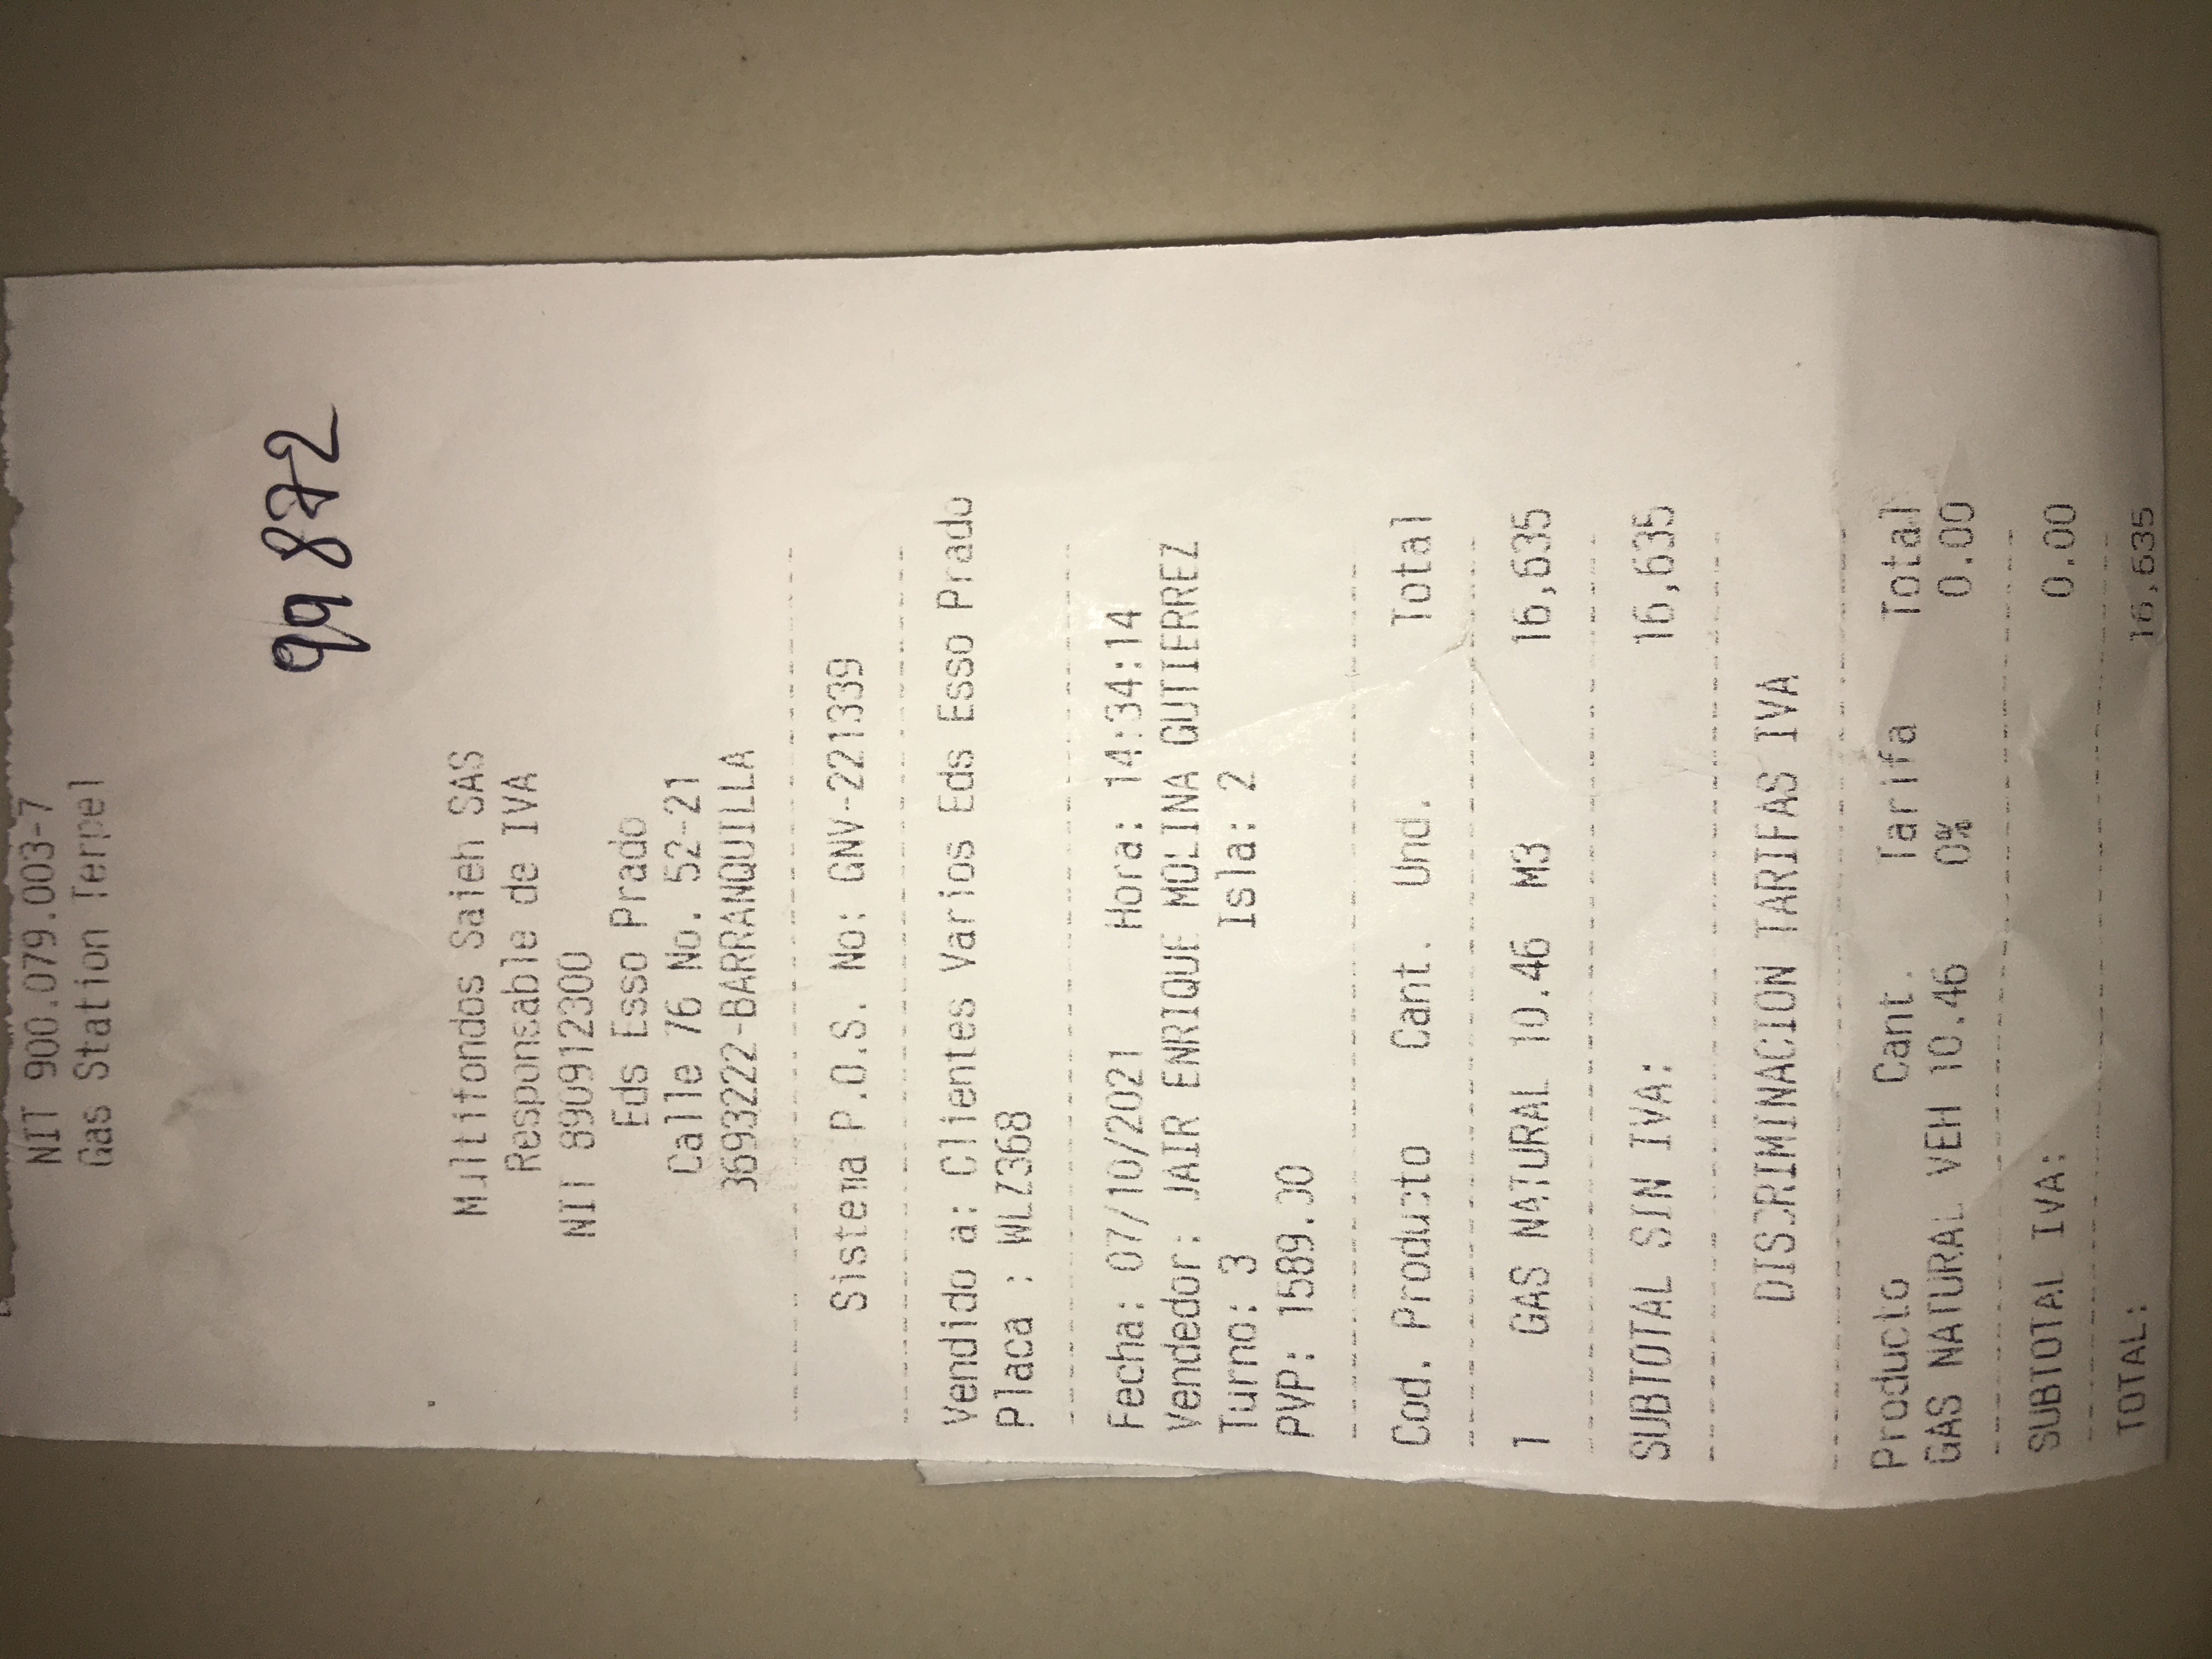 NIT 900.079.003-7
Gas Station Terpel
99872
Multifondos Saieh SAS
Responsable de IVA
NIT 890912300
Eds Esso Prado
Calle 76 No. 52-21
3693222-BARRANQUILLA
Sistema P.O.S. No: GNV-221339
Vendido a: Clientes Varios Eds Esso Prado
Placa : WLZ368
Fecha: 07/10/2021 Hora: 14:34:14
Vendedor: JAIR ENRIQUE MOLINA GUTIERREZ
Turno: 3 Isla: 2
PVP: 1589.00
Cod. Producto Cant. Und. Total
1 GAS NATURAL 10.46 M3 16,635
SUBTOTAL SIN IVA: 16,635
DISCRIMINACION TARIFAS IVA
Producto Cant. Tarifa Total
GAS NATURAL VEH 10.46 0% 0.00
SUBTOTAL IVA: 0.00
TOTAL: 16,635